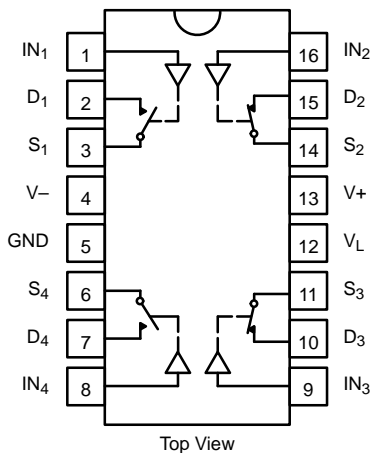 IN1 1 16 IN2
D1 2 15 D2
S1 3 14 S2
V– 4 13 V+
GND 5 12 VL
S4 6 11 S3
D4 7 10 D3
IN4 8 9 IN3
Top View